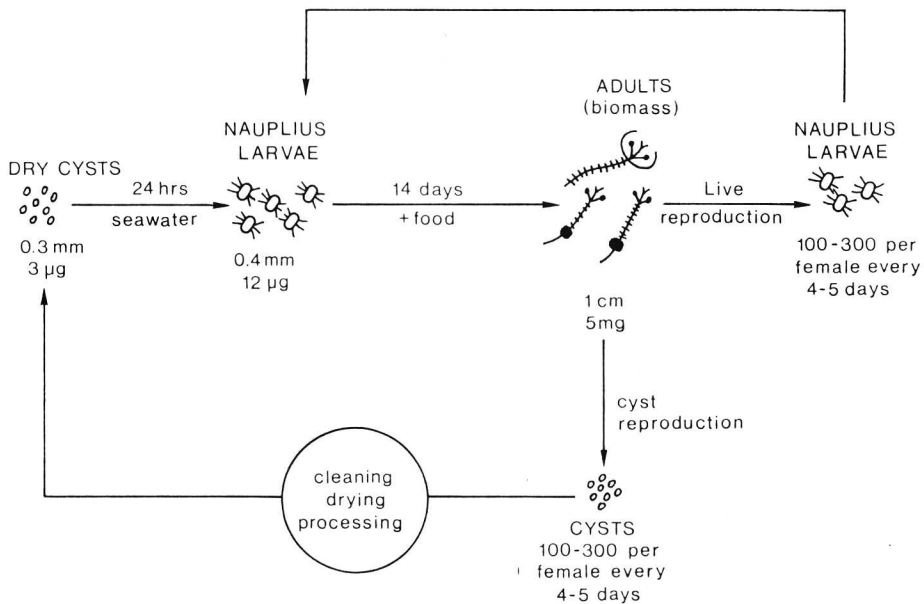 DRY CYSTS
0.3 mm
3 µg
24 hrs
seawater
NAUPLIUS
LARVAE
0.4 mm
12 µg
14 days
+ food
ADULTS
(biomass)
1 cm
5mg
Live
reproduction
NAUPLIUS
LARVAE
100-300 per
female every
4-5 days
cyst
reproduction
CYSTS
100-300 per
female every
4-5 days
cleaning
drying
processing